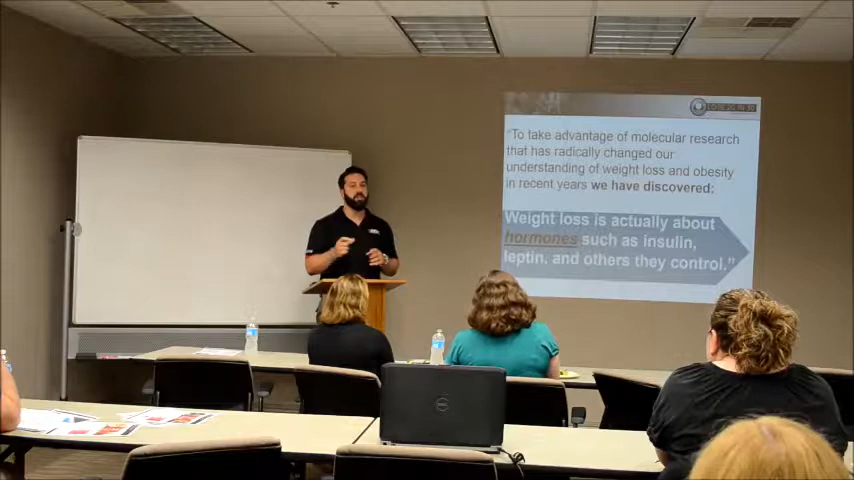 "To take advantage of molecular research
that has radically changed our
understanding of weight loss and obesity
in recent years we have discovered:
Weight loss is actually about
hormones such as insulin,
leptin, and others they control."
DELL